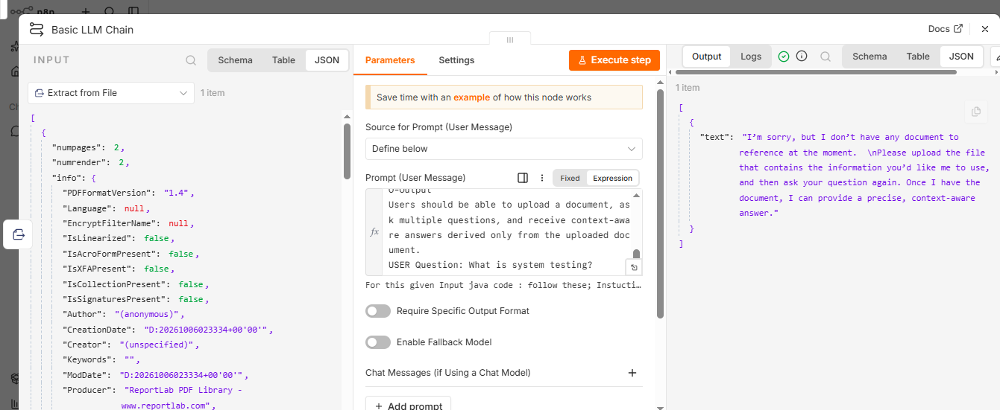 n8n
Basic LLM Chain
Docs
INPUT
Schema
Table
JSON
Parameters
Settings
Execute step
Output
Logs
Schema
Table
JSON
Extract from File
1 item
[
{
"numpages": 2,
"numrender": 2,
"info": {
"PDFFormatVersion": "1.4",
"Language": null,
"EncryptFilterName": null,
"IsLinearized": false,
"IsAcroFormPresent": false,
"IsXFAPresent": false,
"IsCollectionPresent": false,
"IsSignaturesPresent": false,
"Author": "(anonymous)",
"CreationDate": "D:20261006023334+00'00'",
"Creator": "(unspecified)",
"Keywords": "",
"ModDate": "D:20261006023334+00'00'",
"Producer": "ReportLab PDF Library -
www.reportlab.com",
Save time with an example of how this node works
Source for Prompt (User Message)
Define below
Prompt (User Message)
Fixed
Expression
fx
O-Output
Users should be able to upload a document, as
k multiple questions, and receive context-awa
re answers derived only from the uploaded doc
ument.
USER Question: What is system testing?
For this given Input java code : follow these; Instucti…
Require Specific Output Format
Enable Fallback Model
Chat Messages (if Using a Chat Model)
Add prompt
1 item
[
{
"text": "I’m sorry, but I don’t have any document to
reference at the moment. \nPlease upload the file
that contains the information you’d like me to use,
and then ask your question again. Once I have the
document, I can provide a precise, context-aware
answer."
}
]